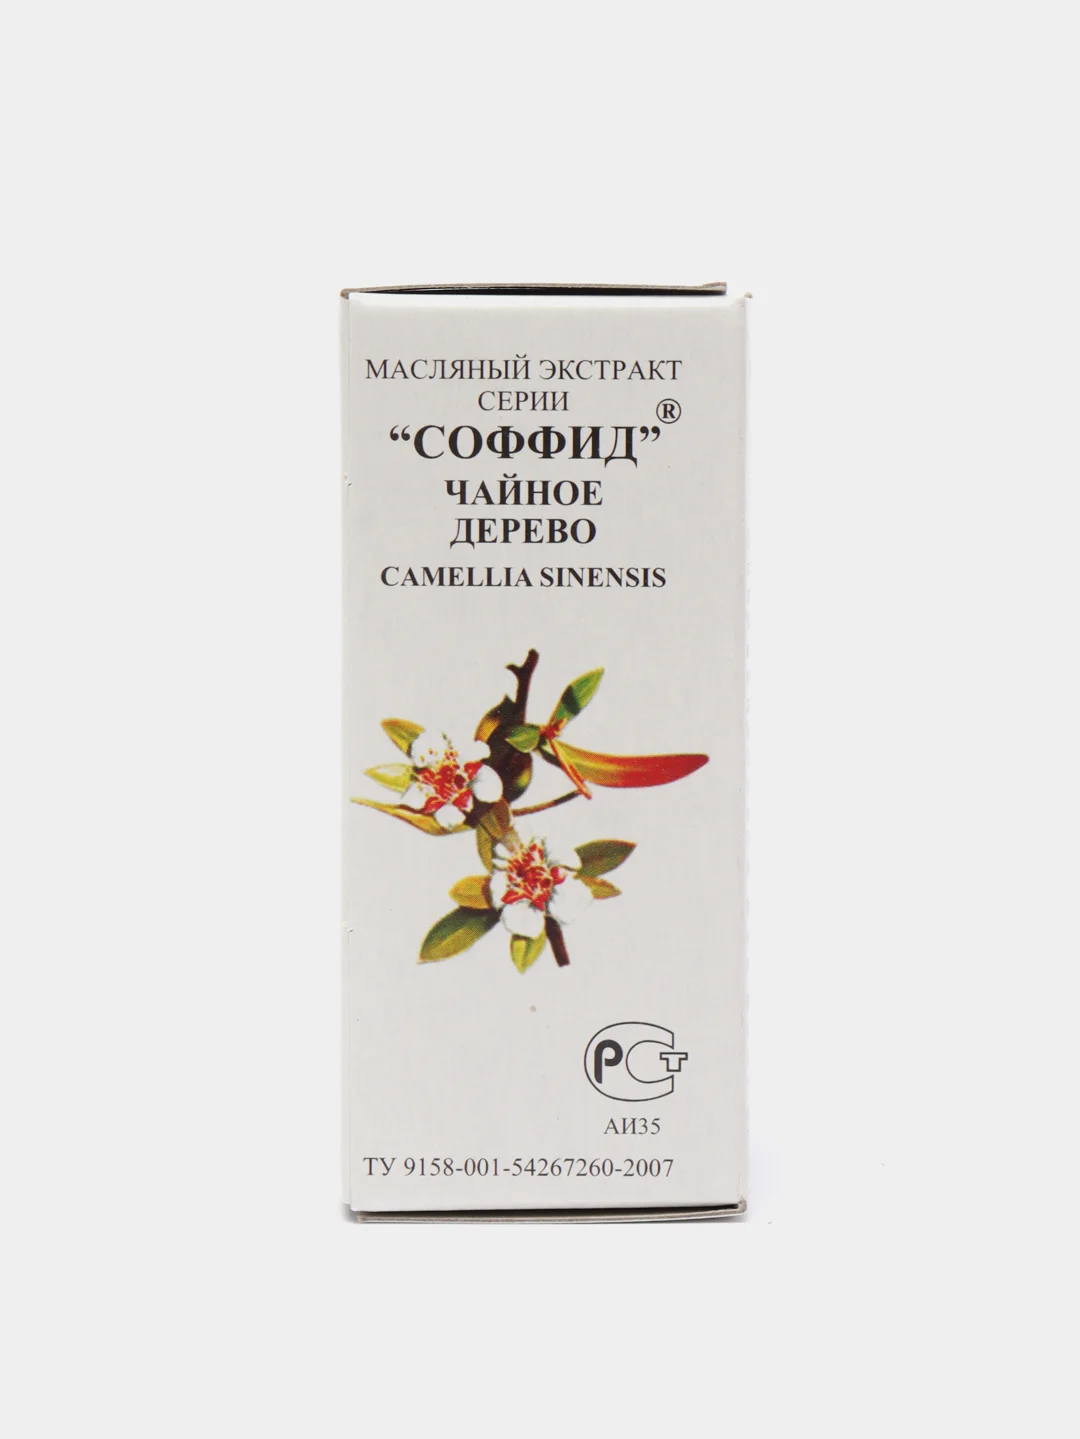 МАСЛЯНЫЙ ЭКСТРАКТ
СЕРИИ
“СОФФИД”®
ЧАЙНОЕ
ДЕРЕВО
CAMELLIA SINENSIS
РСТ
АИ35
ТУ 9158-001-54267260-2007